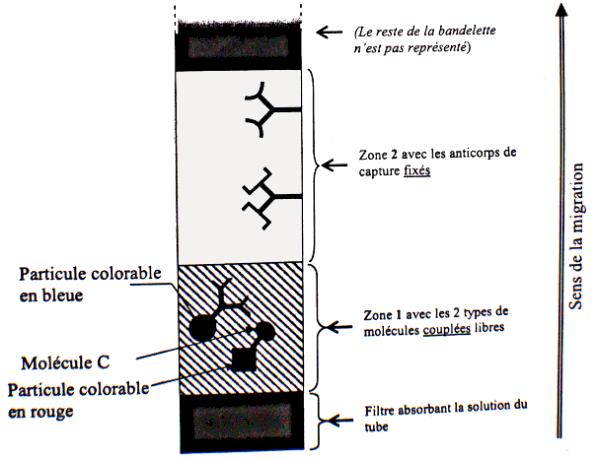 (Le reste de la bandelette
n'est pas représenté)
Zone 2 avec les anticorps de
capture fixés
Sens de la migration
Particule colorable
en bleue
Zone 1 avec les 2 types de
molécules couplées libres
Molécule C
Particule colorable
en rouge
Filtre absorbant la solution du
tube